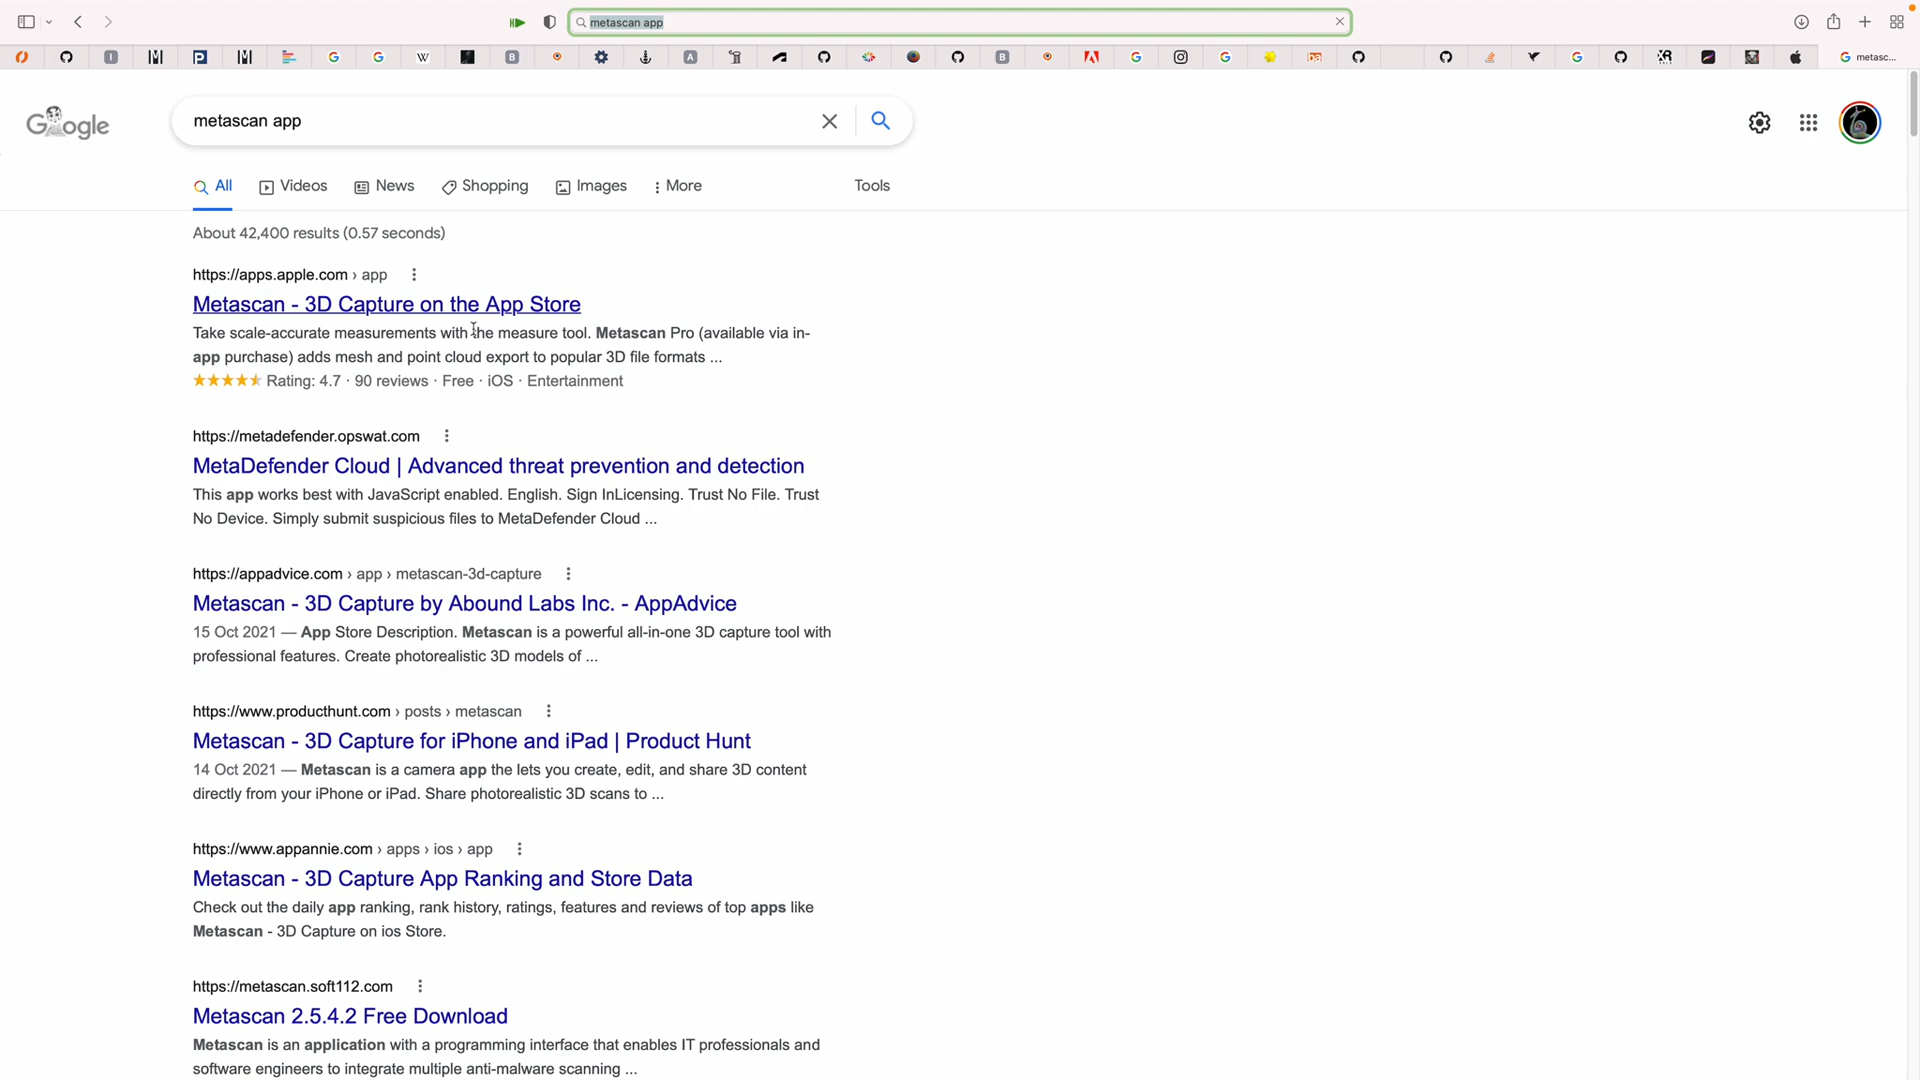 metascan app
metasc...
Google
metascan app
All Videos News Shopping Images More Tools
About 42,400 results (0.57 seconds)
https://apps.apple.com › app
Metascan - 3D Capture on the App Store
Take scale-accurate measurements with the measure tool. Metascan Pro (available via in-
app purchase) adds mesh and point cloud export to popular 3D file formats ...
Rating: 4.7 · 90 reviews · Free · iOS · Entertainment
https://metadefender.opswat.com
MetaDefender Cloud | Advanced threat prevention and detection
This app works best with JavaScript enabled. English. Sign InLicensing. Trust No File. Trust
No Device. Simply submit suspicious files to MetaDefender Cloud ...
https://appadvice.com › app › metascan-3d-capture
Metascan - 3D Capture by Abound Labs Inc. - AppAdvice
15 Oct 2021 — App Store Description. Metascan is a powerful all-in-one 3D capture tool with
professional features. Create photorealistic 3D models of ...
https://www.producthunt.com › posts › metascan
Metascan - 3D Capture for iPhone and iPad | Product Hunt
14 Oct 2021 — Metascan is a camera app the lets you create, edit, and share 3D content
directly from your iPhone or iPad. Share photorealistic 3D scans to ...
https://www.appannie.com › apps › ios › app
Metascan - 3D Capture App Ranking and Store Data
Check out the daily app ranking, rank history, ratings, features and reviews of top apps like
Metascan - 3D Capture on ios Store.
https://metascan.soft112.com
Metascan 2.5.4.2 Free Download
Metascan is an application with a programming interface that enables IT professionals and
software engineers to integrate multiple anti-malware scanning ...